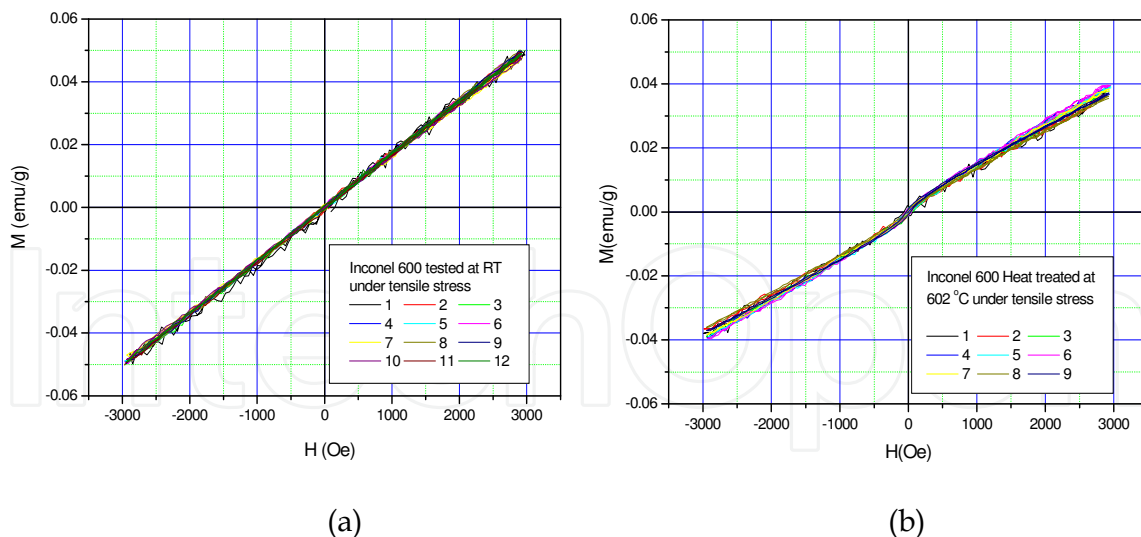 0.06
0.04
0.02
0.00
-0.02
-0.04
-0.06
M (emu/g)
-3000 -2000 -1000 0 1000 2000 3000
H (Oe)
Inconel 600 tested at RT
under tensile stress
1 2 3
4 5 6
7 8 9
10 11 12
(a)
0.06
0.04
0.02
0.00
-0.02
-0.04
-0.06
M(emu/g)
-3000 -2000 -1000 0 1000 2000 3000
H(Oe)
Inconel 600 Heat treated at
602 °C under tensile stress
1 2 3
4 5 6
7 8 9
(b)